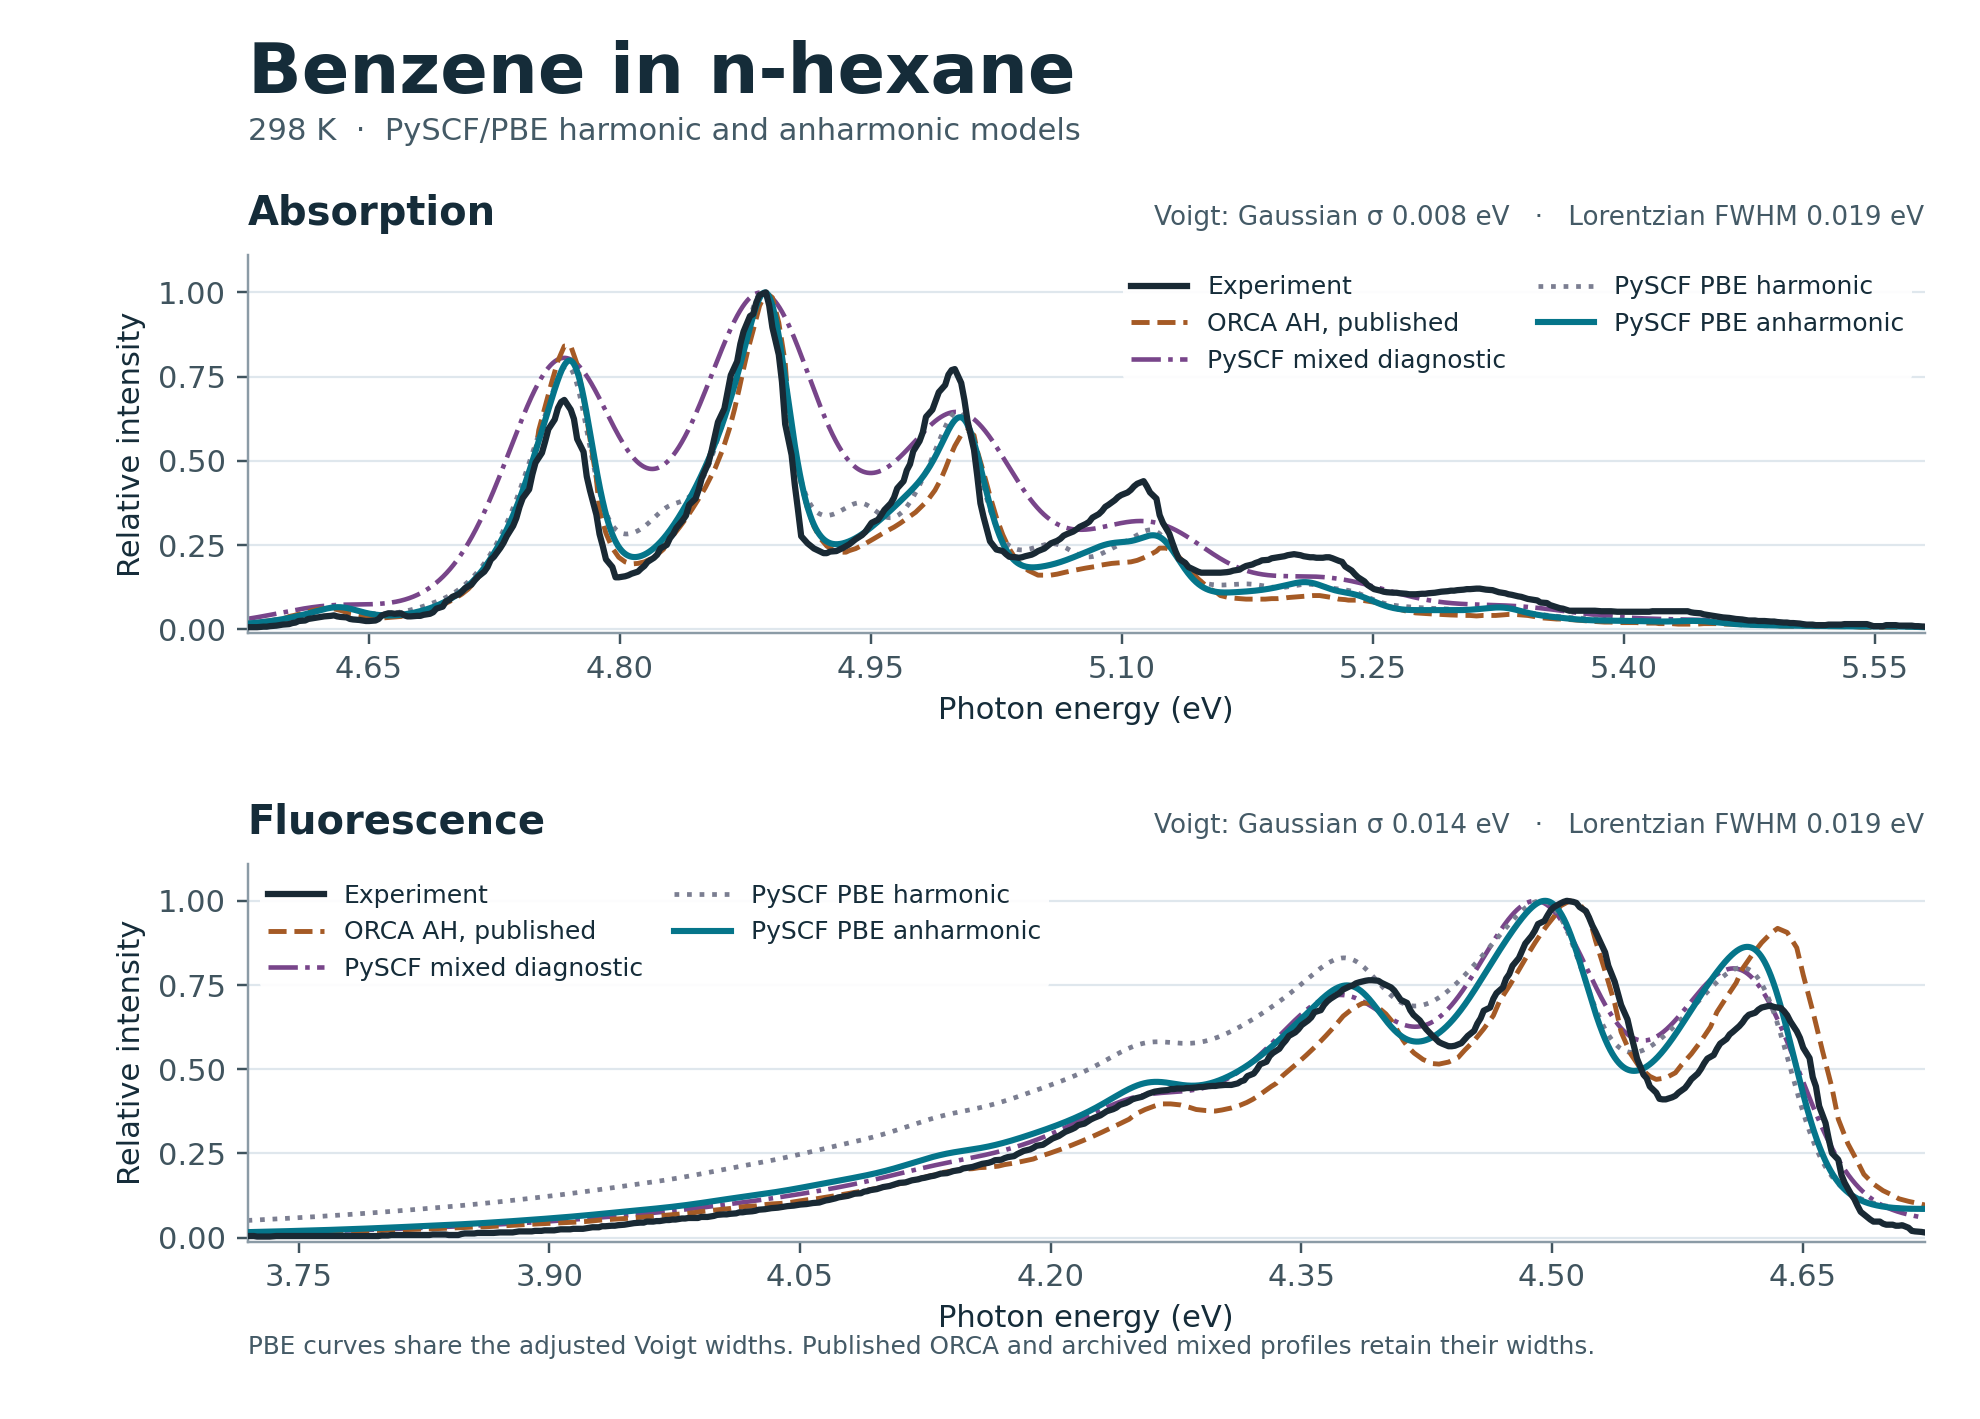 Benzene in n-hexane
298 K · PySCF/PBE harmonic and anharmonic models
Absorption
Voigt: Gaussian σ 0.008 eV · Lorentzian FWHM 0.019 eV
Experiment
ORCA AH, published
PySCF mixed diagnostic
PySCF PBE harmonic
PySCF PBE anharmonic
Relative intensity
1.00
0.75
0.50
0.25
0.00
4.65 4.80 4.95 5.10 5.25 5.40 5.55
Photon energy (eV)
Fluorescence
Voigt: Gaussian σ 0.014 eV · Lorentzian FWHM 0.019 eV
Experiment
ORCA AH, published
PySCF mixed diagnostic
PySCF PBE harmonic
PySCF PBE anharmonic
Relative intensity
1.00
0.75
0.50
0.25
0.00
3.75 3.90 4.05 4.20 4.35 4.50 4.65
Photon energy (eV)
PBE curves share the adjusted Voigt widths. Published ORCA and archived mixed profiles retain their widths.